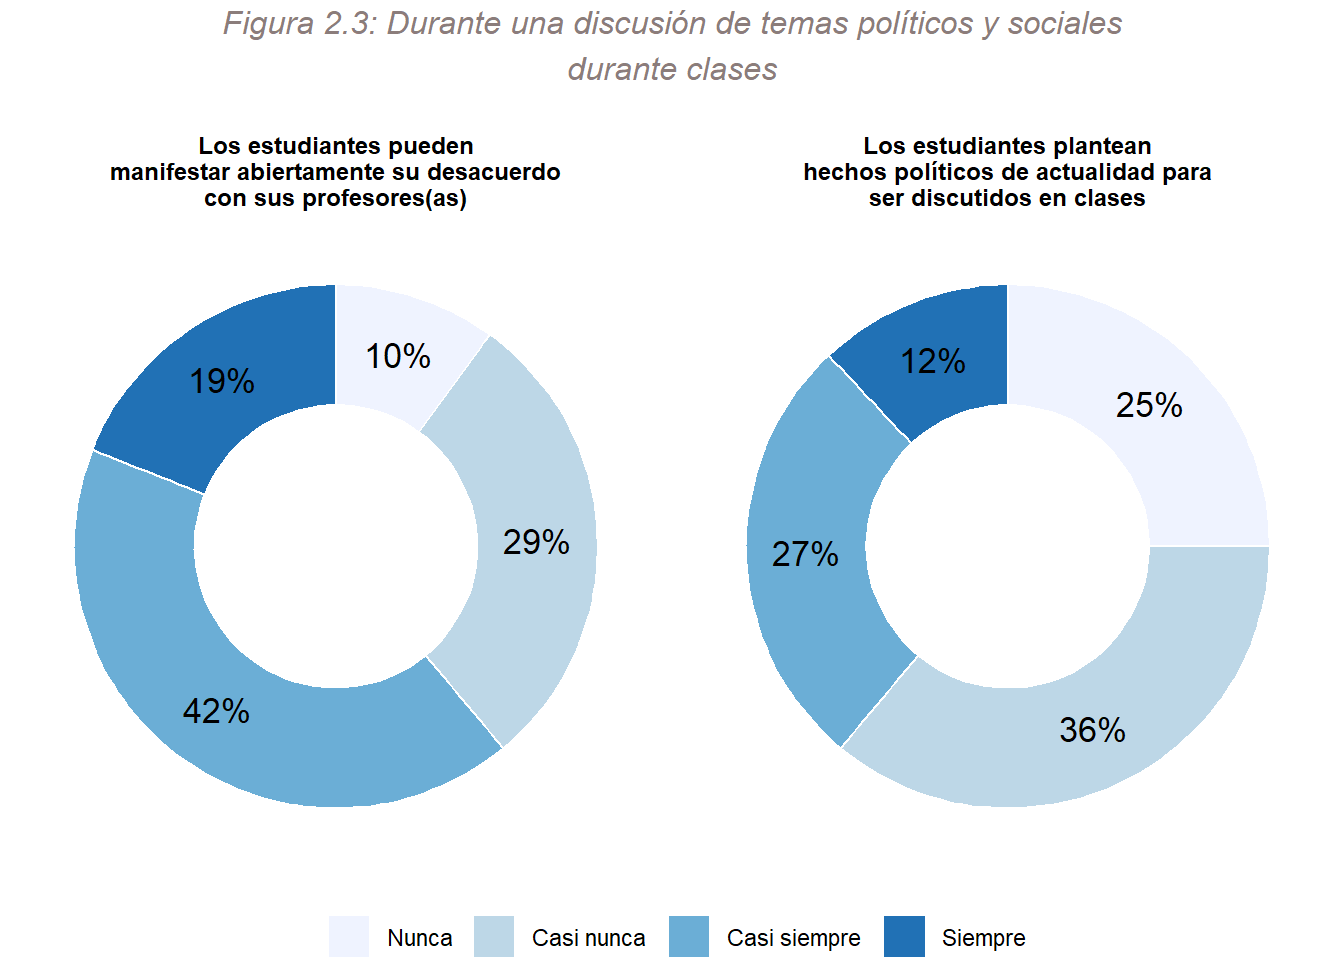 Figura 2.3: Durante una discusión de temas políticos y sociales
durante clases
Los estudiantes pueden
manifestar abiertamente su desacuerdo
con sus profesores(as)
10%
19%
29%
42%
Los estudiantes plantean
hechos políticos de actualidad para
ser discutidos en clases
12%
25%
27%
36%
Nunca
Casi nunca
Casi siempre
Siempre